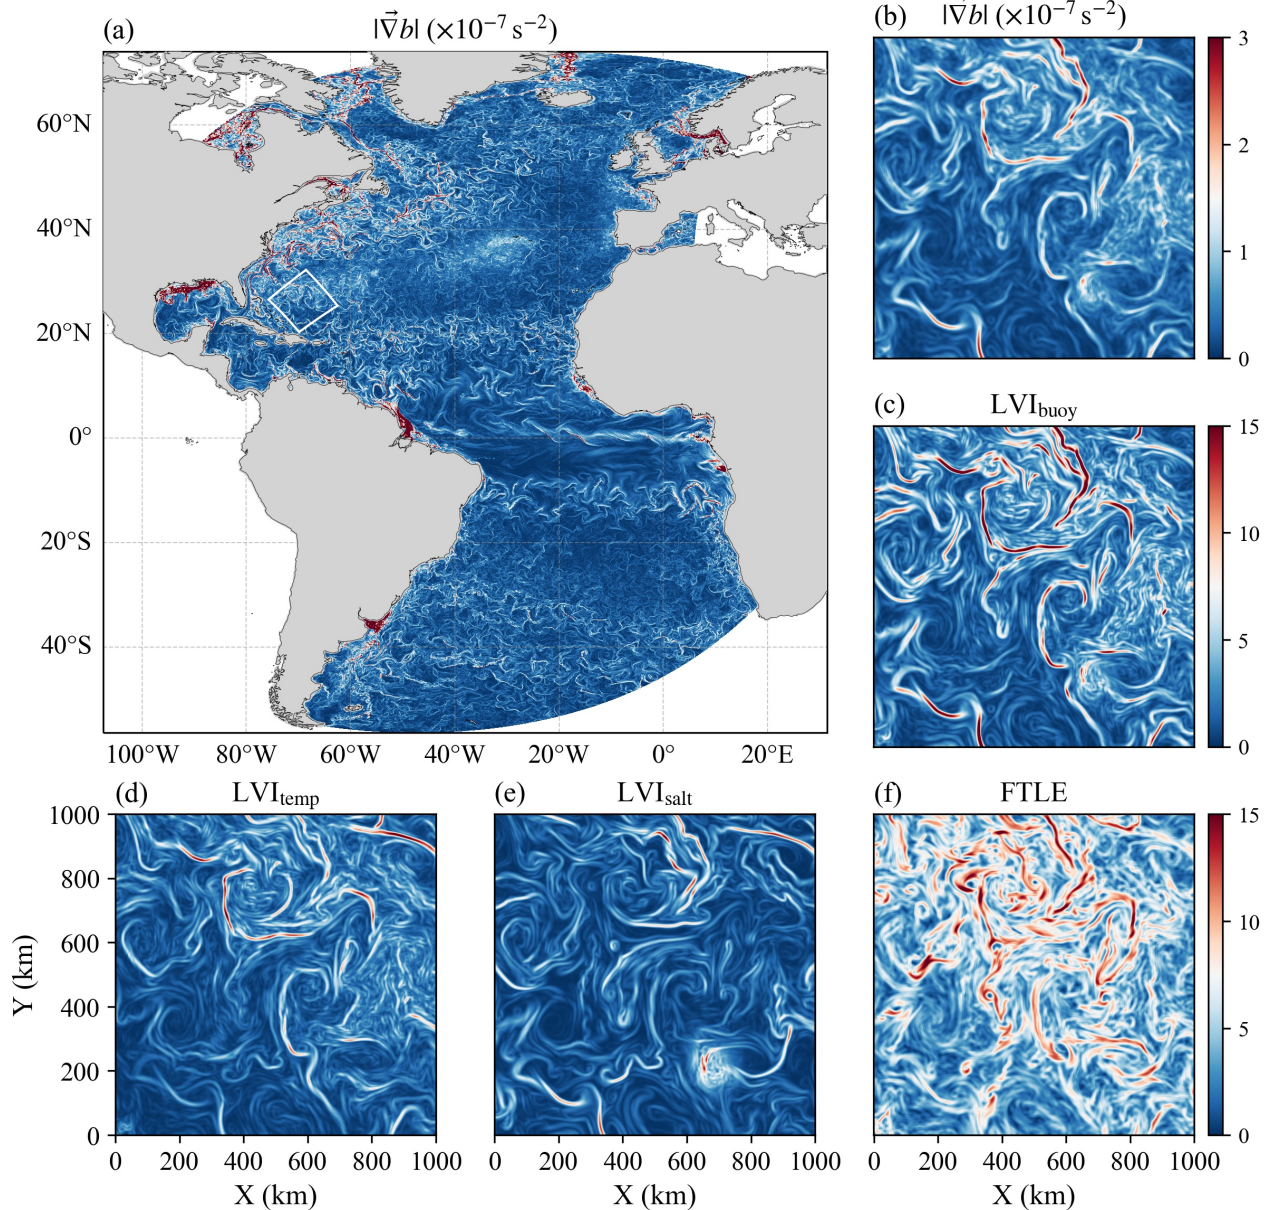 (a) |∇⃗b| (×10⁻⁷ s⁻²)
60°N
40°N
20°N
0°
20°S
40°S
100°W 80°W 60°W 40°W 20°W 0° 20°E
(b) |∇⃗b| (×10⁻⁷ s⁻²)
3
2
1
0
(c) LVI_buoy
15
10
5
0
(d) LVI_temp
1000
800
600
400
200
0
Y (km)
0 200 400 600 800 1000
X (km)
(e) LVI_salt
0 200 400 600 800 1000
X (km)
(f) FTLE
15
10
5
0
0 200 400 600 800 1000
X (km)